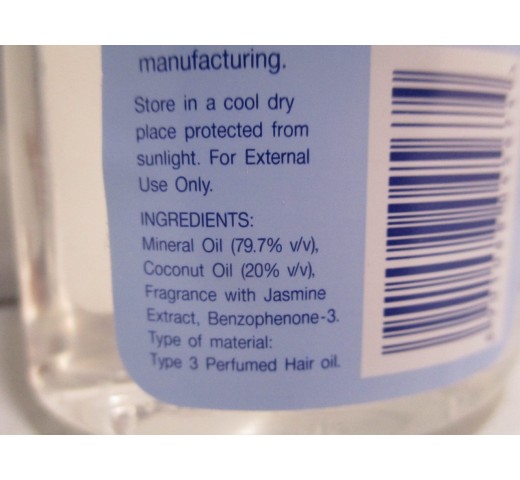 manufacturing.
Store in a cool dry
place protected from
sunlight. For External
Use Only.
INGREDIENTS:
Mineral Oil (79.7% v/v),
Coconut Oil (20% v/v),
Fragrance with Jasmine
Extract, Benzophenone-3.
Type of material:
Type 3 Perfumed Hair oil.